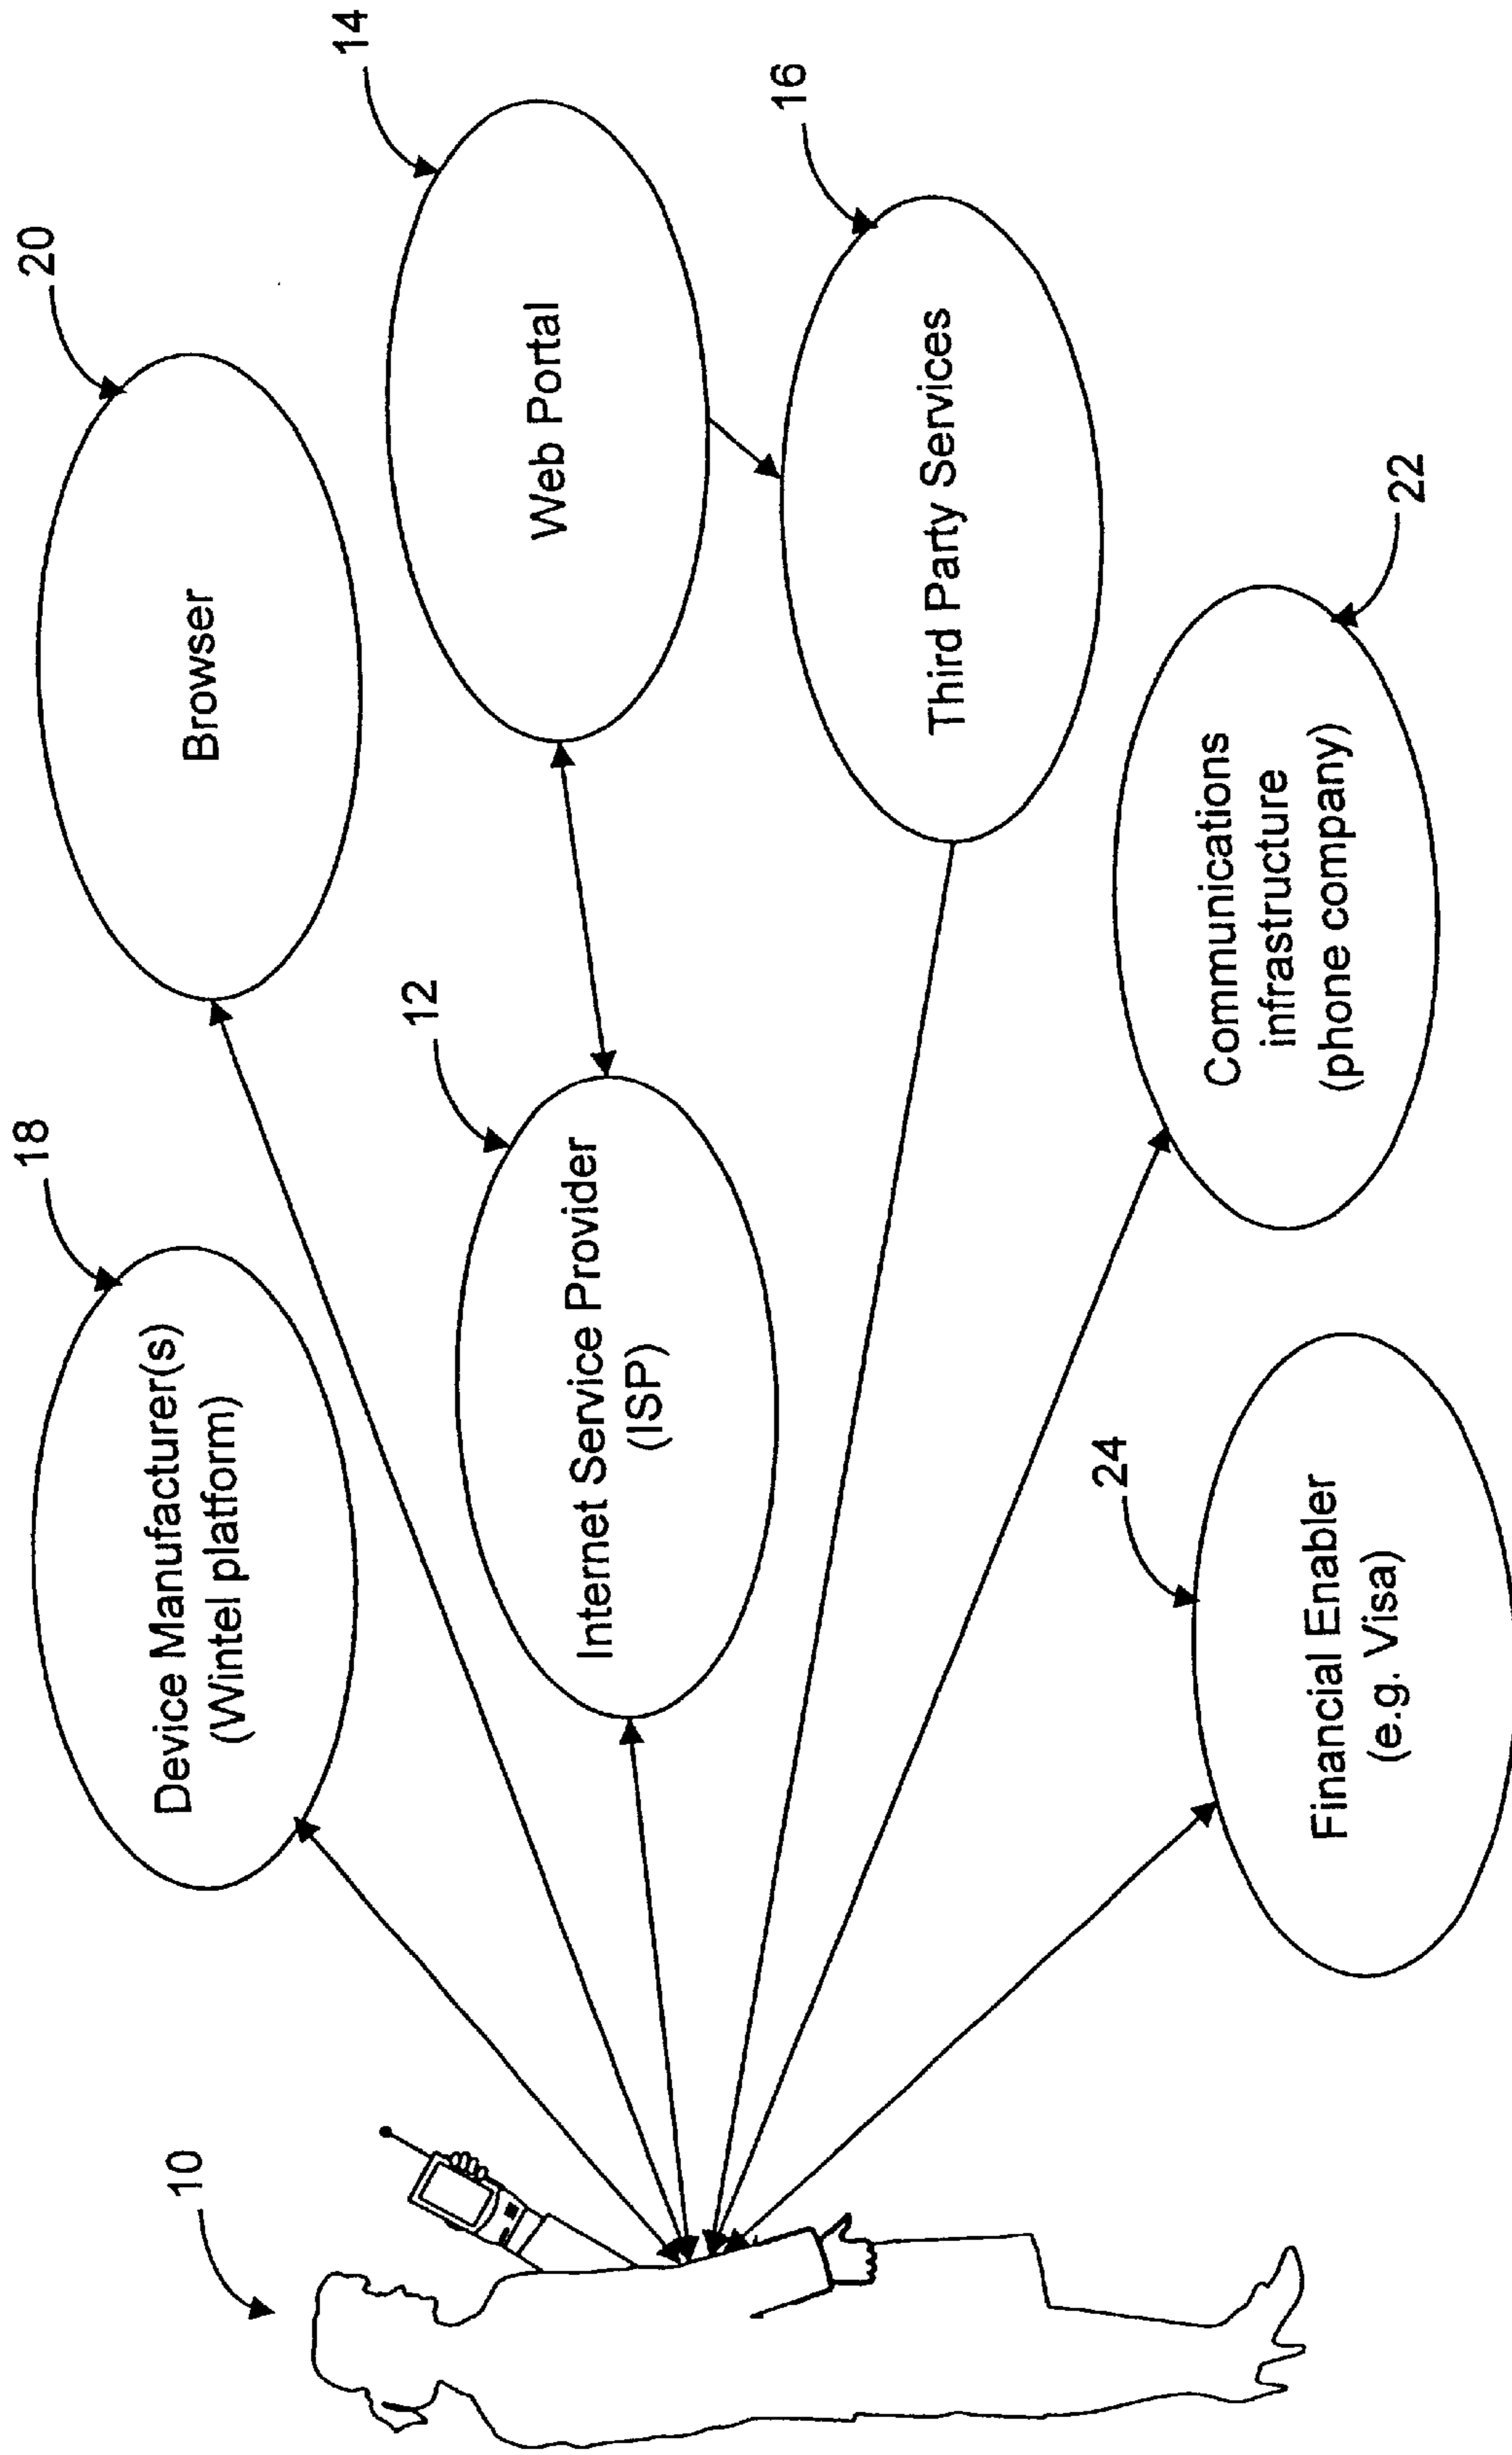 10
18
Device Manufacturer(s)
(Wintel platform)
20
Browser
12
Internet Service Provider
(ISP)
14
Web Portal
16
Third Party Services
22
Communications
infrastructure
(phone company)
24
Financial Enabler
(e.g. Visa)